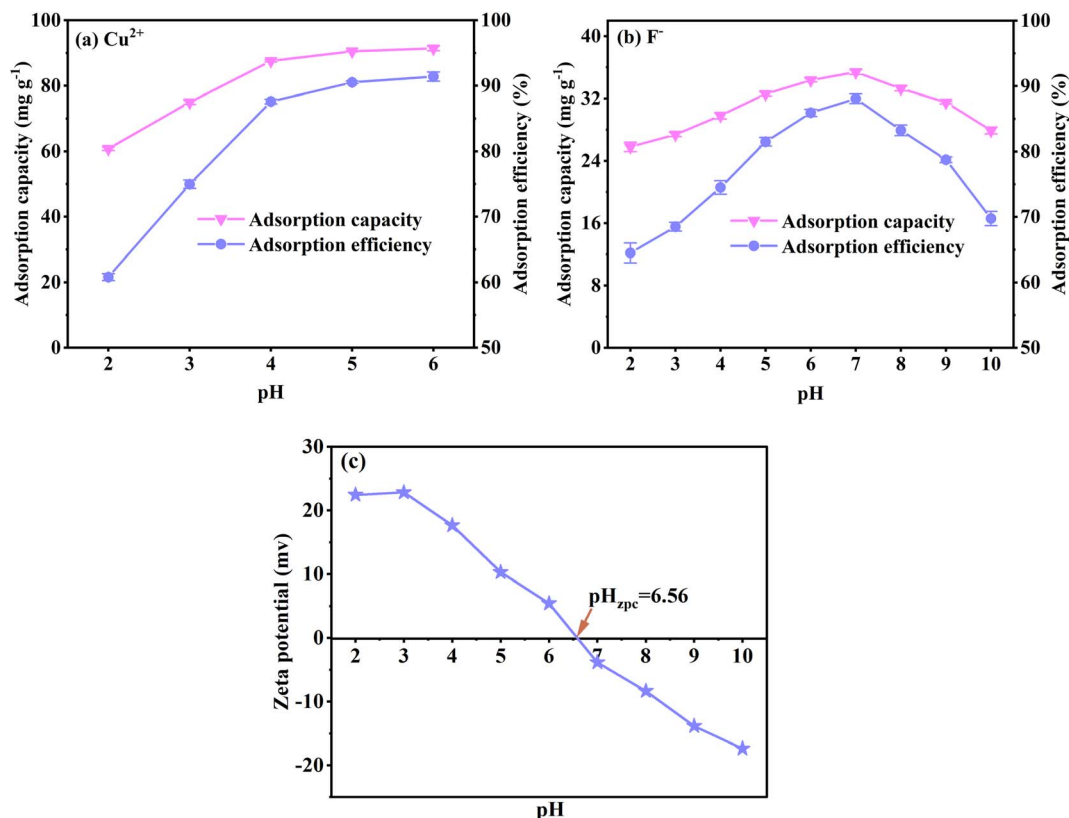 (a) Cu2+
Adsorption capacity (mg g-1)
100
80
60
40
20
0
Adsorption capacity
Adsorption efficiency
100
90
80
70
60
50
Adsorption efficiency (%)
2 3 4 5 6
pH
(b) F-
Adsorption capacity (mg g-1)
40
32
24
16
8
0
Adsorption capacity
Adsorption efficiency
100
90
80
70
60
50
Adsorption efficiency (%)
2 3 4 5 6 7 8 9 10
pH
(c)
Zeta potential (mv)
30
20
10
0
-10
-20
pHzpc=6.56
2 3 4 5 6 7 8 9 10
pH